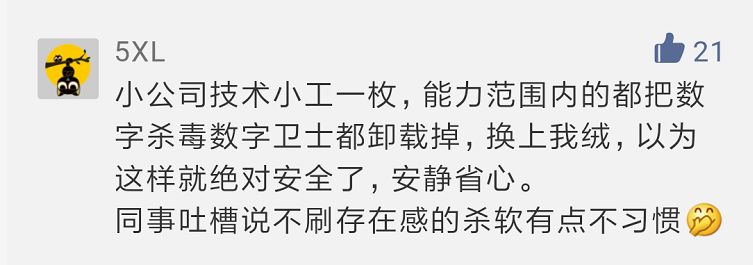 5XL
21
小公司技术小工一枚，能力范围内的都把数
字杀毒数字卫士都卸载掉，换上我绒，以为
这样就绝对安全了，安静省心。
同事吐槽说不刷存在感的杀软有点不习惯🤭